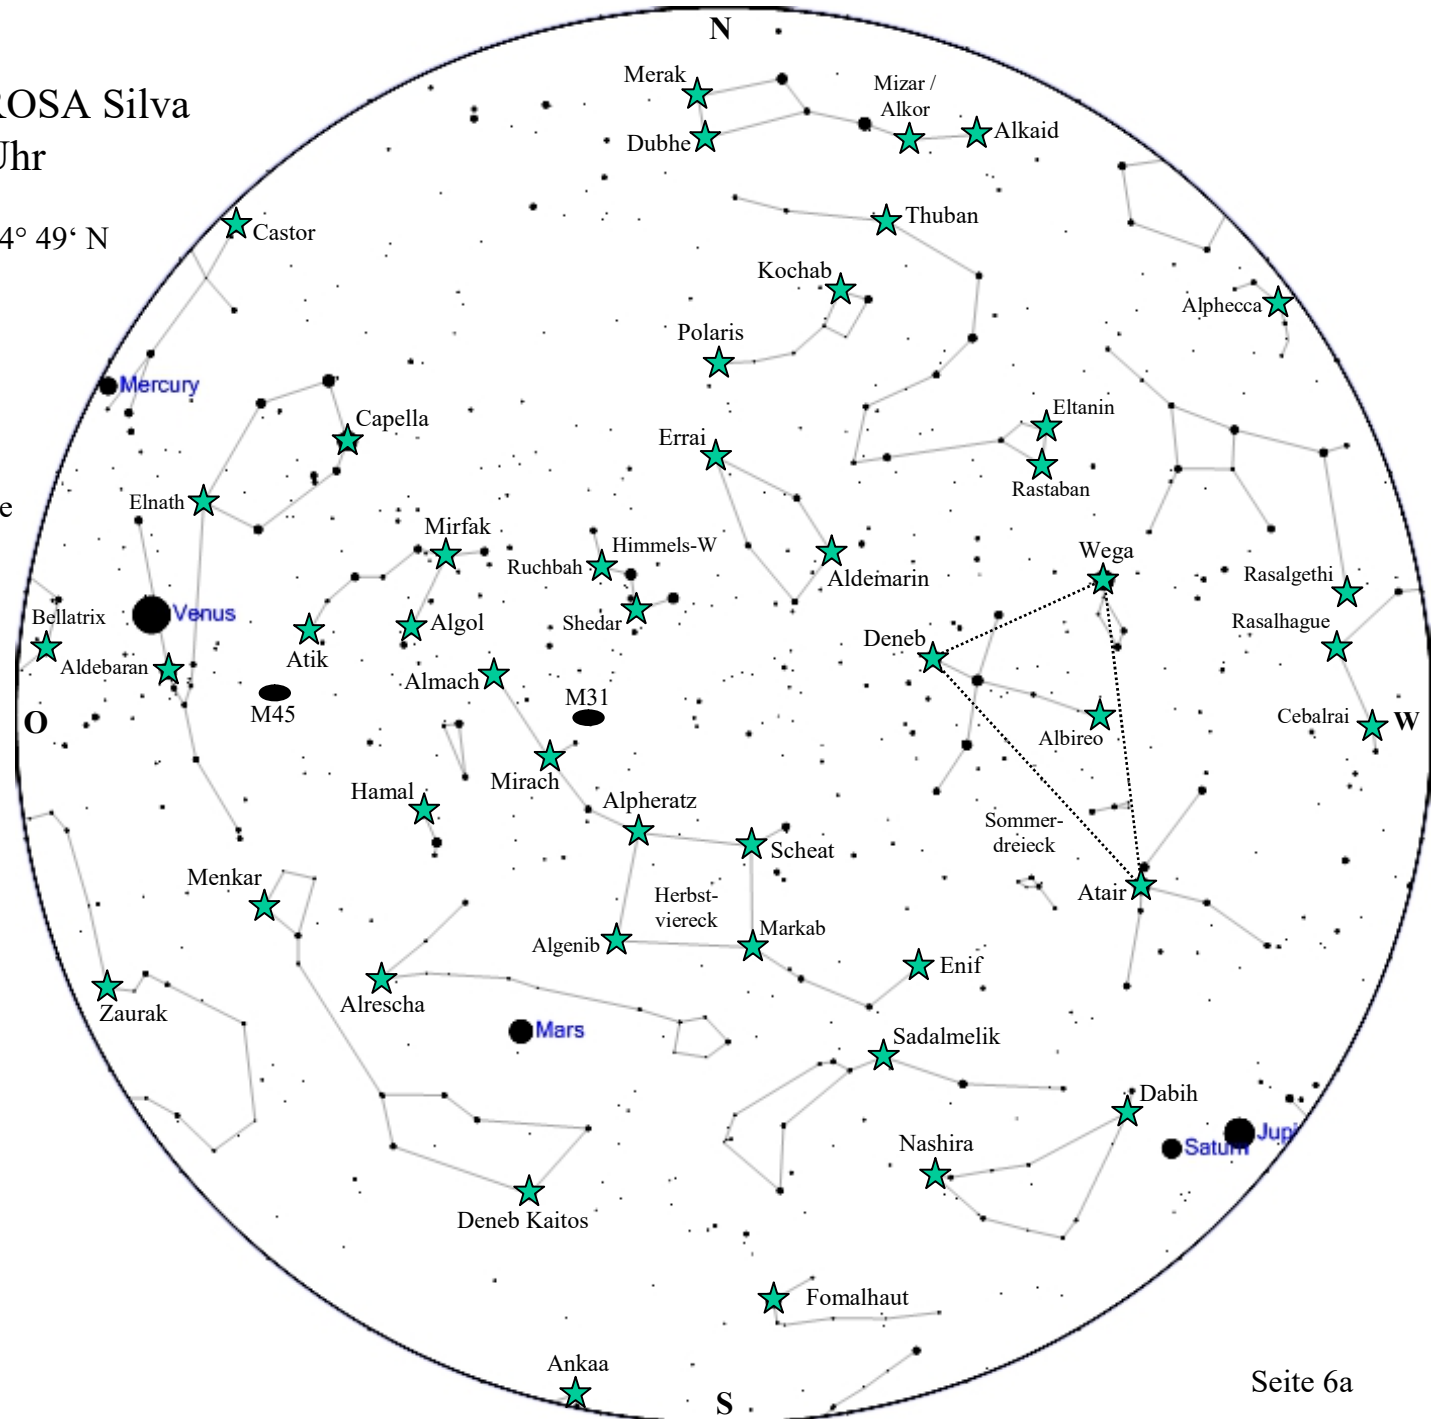 N
Merak
Mizar /
Alkor
ROSA Silva
Dubhe
Alkaid
Uhr
Castor
Thuban
4° 49‘ N
Kochab
Alphecca
Polaris
Mercury
Capella
Eltanin
Errai
Elnath
Rastaban
e
Mirfak
Himmels-W
Ruchbah
Wega
Aldemarin
Rasalgethi
Bellatrix
Venus
Algol
Shedar
Rasalhague
Deneb
Aldebaran
Atik
Almach
M31
M45
O
Cebalrai
W
Albireo
Mirach
Hamal
Alpheratz
Sommer-
dreieck
Scheat
Menkar
Herbst-
viereck
Atair
Algenib
Markab
Enif
Alrescha
Zaurak
Mars
Sadalmelik
Dabih
Nashira
Saturn
Jupi
Deneb Kaitos
Fomalhaut
Ankaa
Seite 6a
S